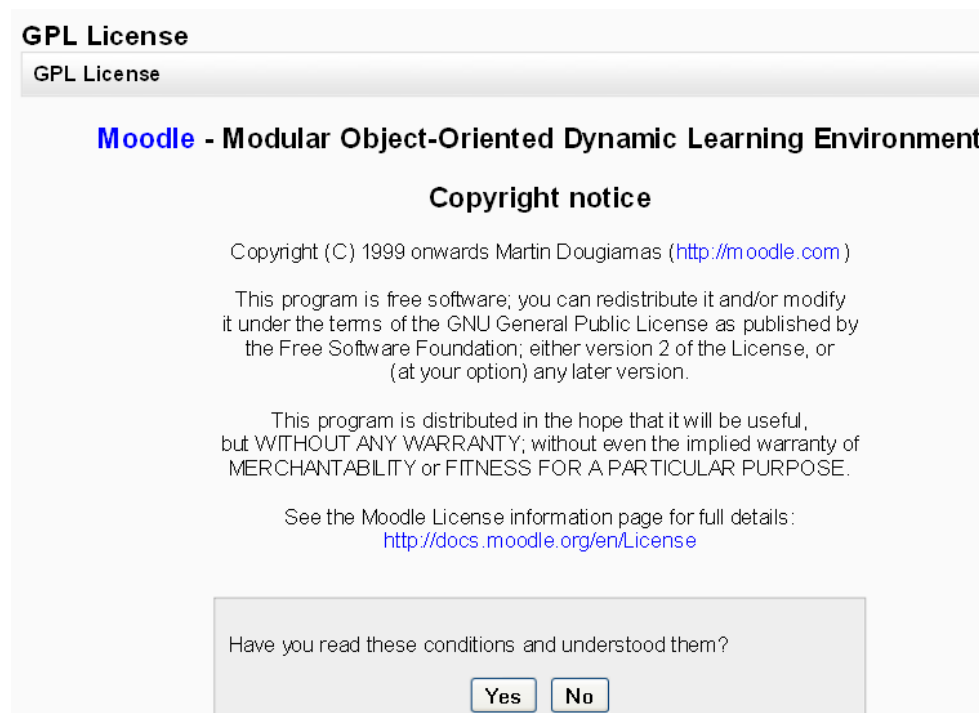 GPL License
GPL License
Moodle - Modular Object-Oriented Dynamic Learning Environment
Copyright notice
Copyright (C) 1999 onwards Martin Dougiamas (http://moodle.com)
This program is free software; you can redistribute it and/or modify
it under the terms of the GNU General Public License as published by
the Free Software Foundation; either version 2 of the License, or
(at your option) any later version.
This program is distributed in the hope that it will be useful,
but WITHOUT ANY WARRANTY; without even the implied warranty of
MERCHANTABILITY or FITNESS FOR A PARTICULAR PURPOSE.
See the Moodle License information page for full details:
http://docs.moodle.org/en/License
Have you read these conditions and understood them?
Yes No